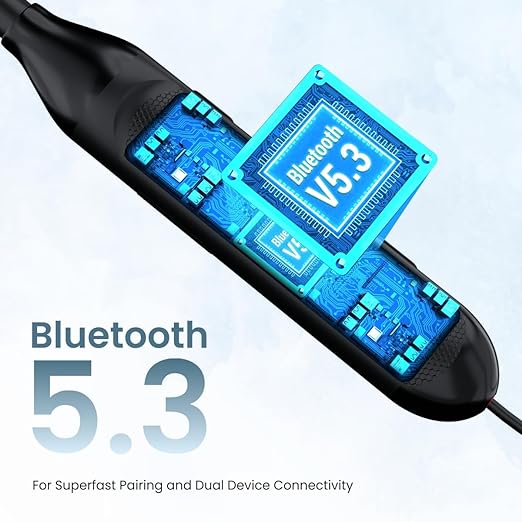 Bluetooth
V5.3
Blue
V5
Bluetooth
5.3
For Superfast Pairing and Dual Device Connectivity